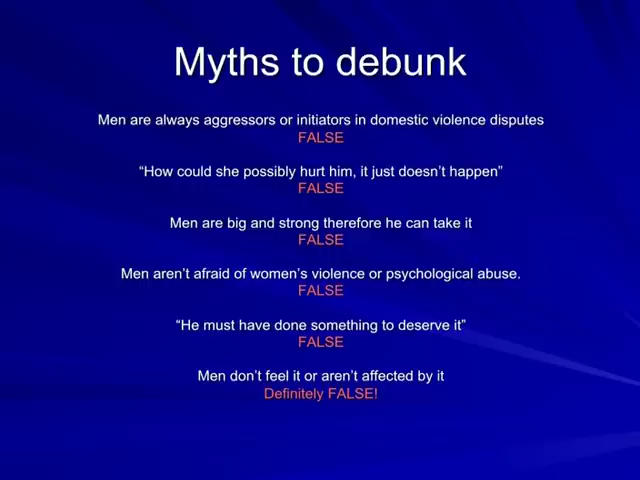 Myths to debunk
Men are always aggressors or initiators in domestic violence disputes
FALSE
“How could she possibly hurt him, it just doesn’t happen”
FALSE
Men are big and strong therefore he can take it
FALSE
Men aren’t afraid of women’s violence or psychological abuse.
FALSE
“He must have done something to deserve it”
FALSE
Men don’t feel it or aren’t affected by it
Definitely FALSE!